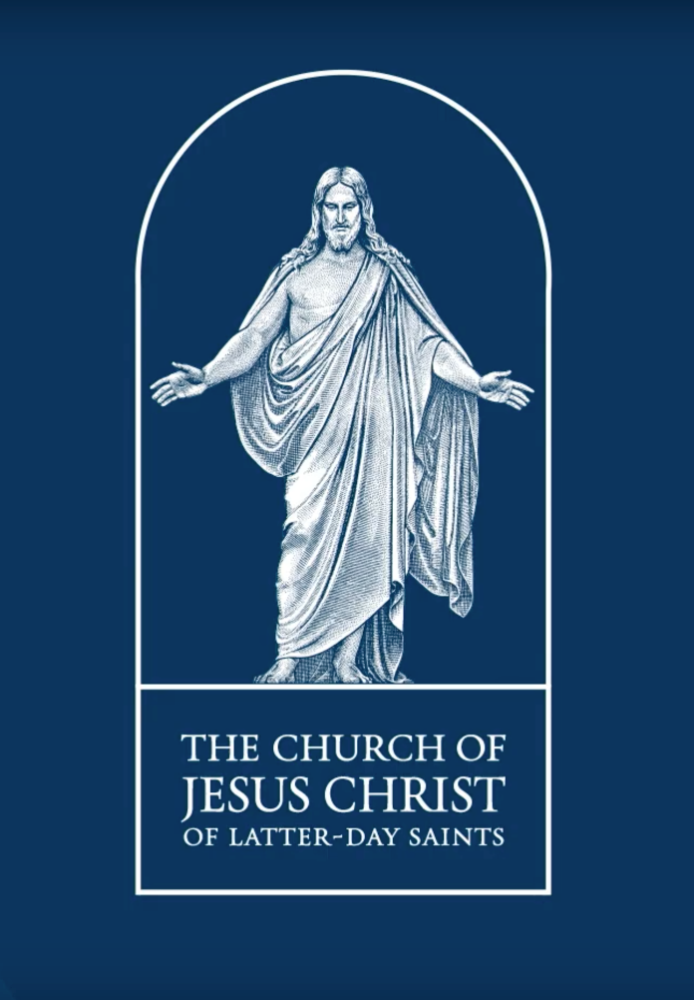 THE CHURCH OF
JESUS CHRIST
OF LATTER-DAY SAINTS